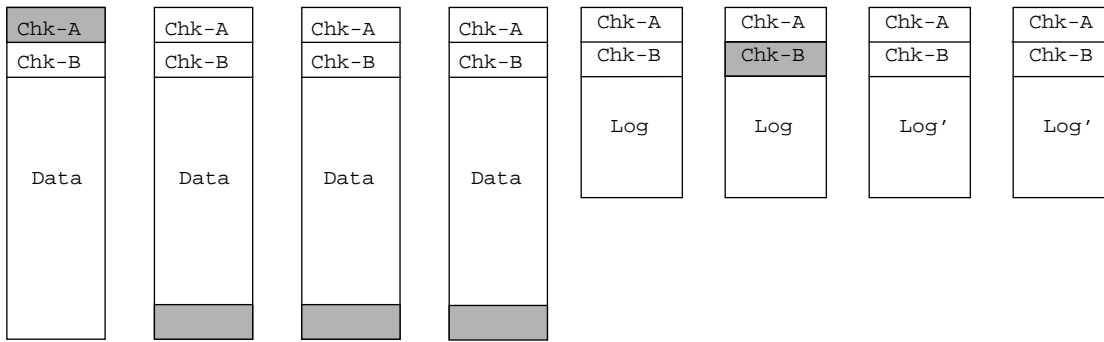 Chk-A Chk-A Chk-A Chk-A Chk-A Chk-A Chk-A Chk-A
Chk-B Chk-B Chk-B Chk-B Chk-B Chk-B Chk-B Chk-B
Log Log Log’ Log’
Data Data Data Data